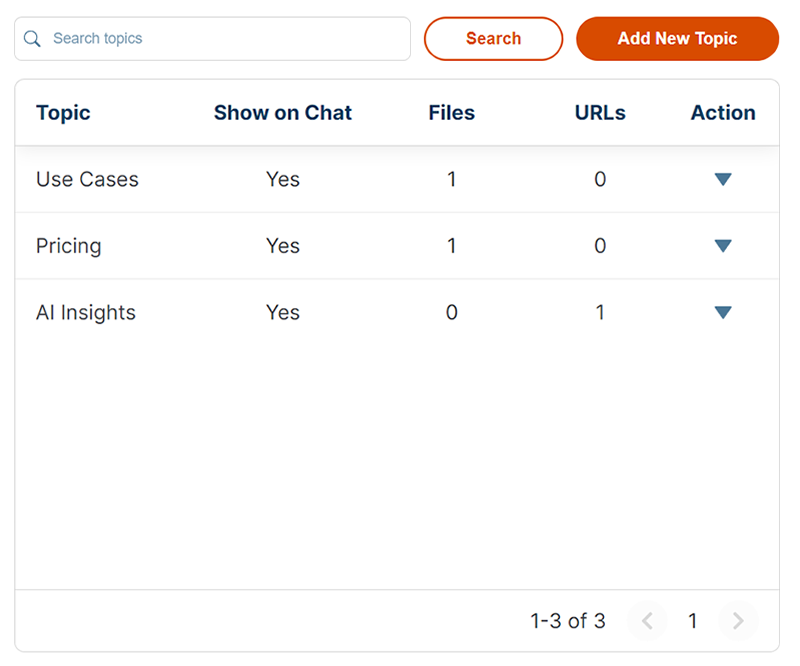 Search topics Search Add New Topic
Topic Show on Chat Files URLs Action
Use Cases Yes 1 0
Pricing Yes 1 0
AI Insights Yes 0 1
1-3 of 3 1